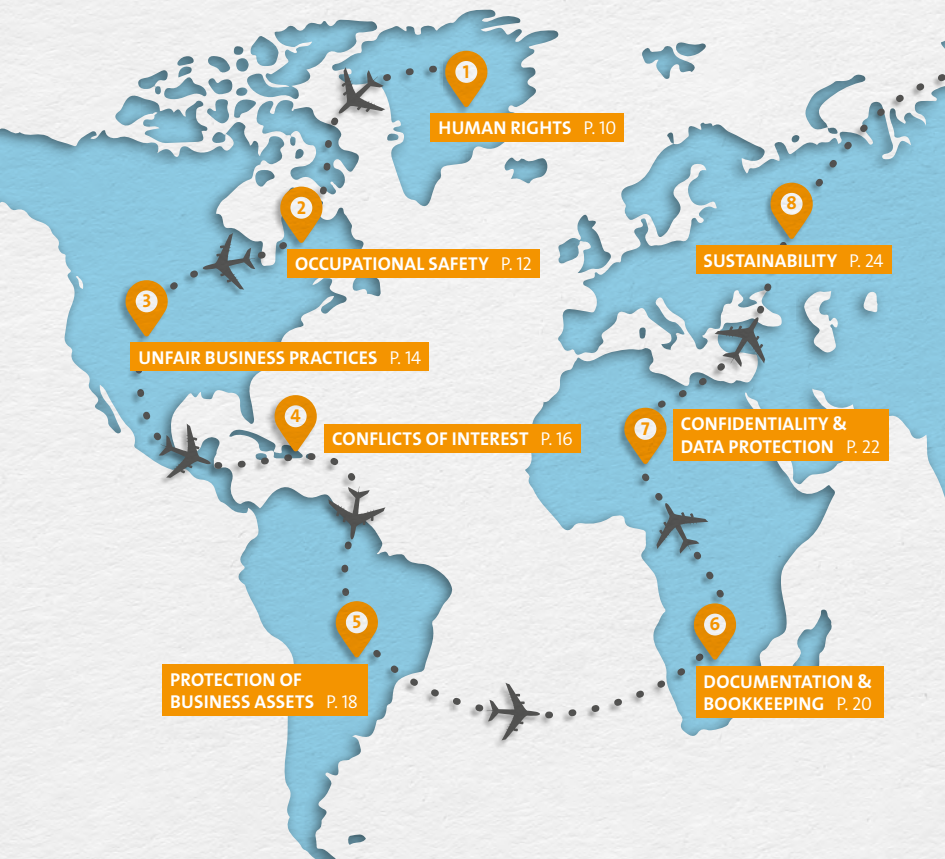 1
HUMAN RIGHTS P. 10
2
OCCUPATIONAL SAFETY P. 12
3
UNFAIR BUSINESS PRACTICES P. 14
4
CONFLICTS OF INTEREST P. 16
5
PROTECTION OF
BUSINESS ASSETS P. 18
6
DOCUMENTATION &
BOOKKEEPING P. 20
7
CONFIDENTIALITY &
DATA PROTECTION P. 22
8
SUSTAINABILITY P. 24